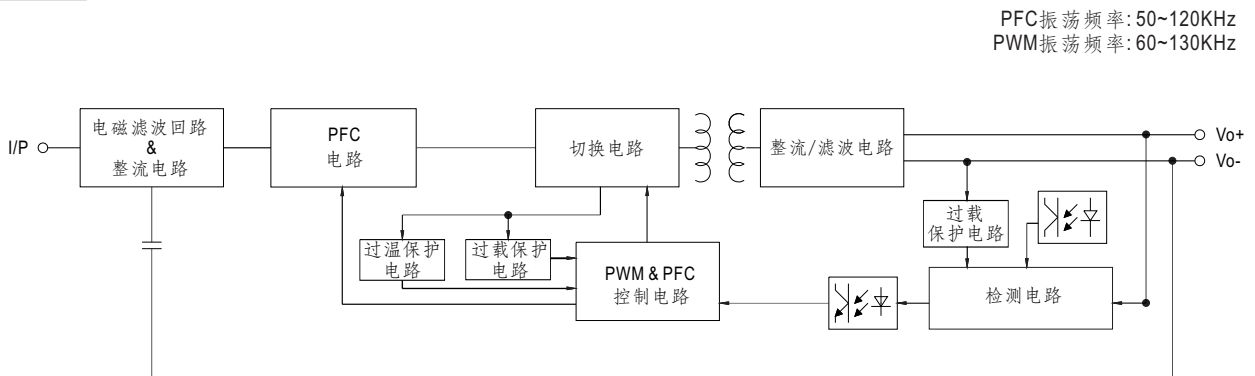 PFC振荡频率: 50~120KHz
PWM振荡频率: 60~130KHz
I/P
电磁滤波回路
&
整流电路
PFC
电路
切换电路
整流/滤波电路
Vo+
Vo-
过温保护
电路
过载保护
电路
PWM & PFC
控制电路
过载
保护电路
检测电路